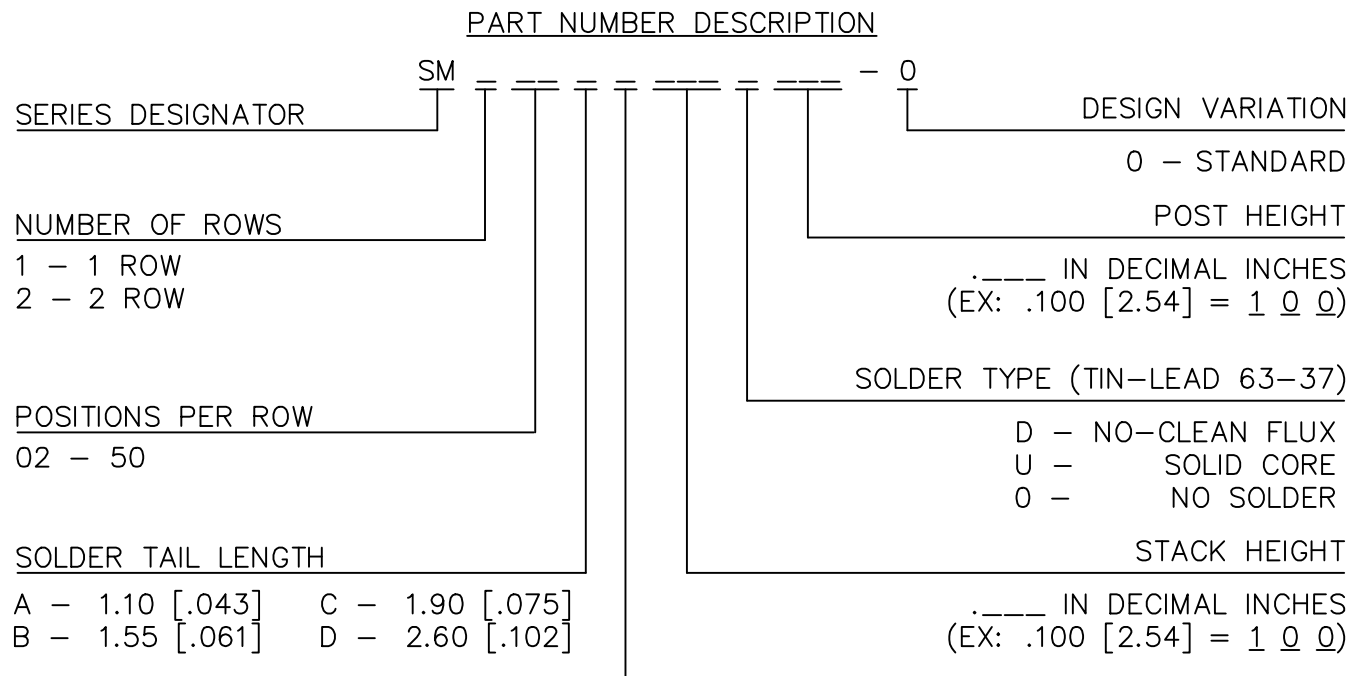 PART NUMBER DESCRIPTION
SM _ __ _ _ ___ _ ___ - 0
SERIES DESIGNATOR
NUMBER OF ROWS
1 - 1 ROW
2 - 2 ROW
POSITIONS PER ROW
02 - 50
SOLDER TAIL LENGTH
A - 1.10 [.043] C - 1.90 [.075]
B - 1.55 [.061] D - 2.60 [.102]
DESIGN VARIATION
0 - STANDARD
POST HEIGHT
.___ IN DECIMAL INCHES
(EX: .100 [2.54] = 1 0 0)
SOLDER TYPE (TIN-LEAD 63-37)
D - NO-CLEAN FLUX
U - SOLID CORE
0 - NO SOLDER
STACK HEIGHT
.___ IN DECIMAL INCHES
(EX: .100 [2.54] = 1 0 0)